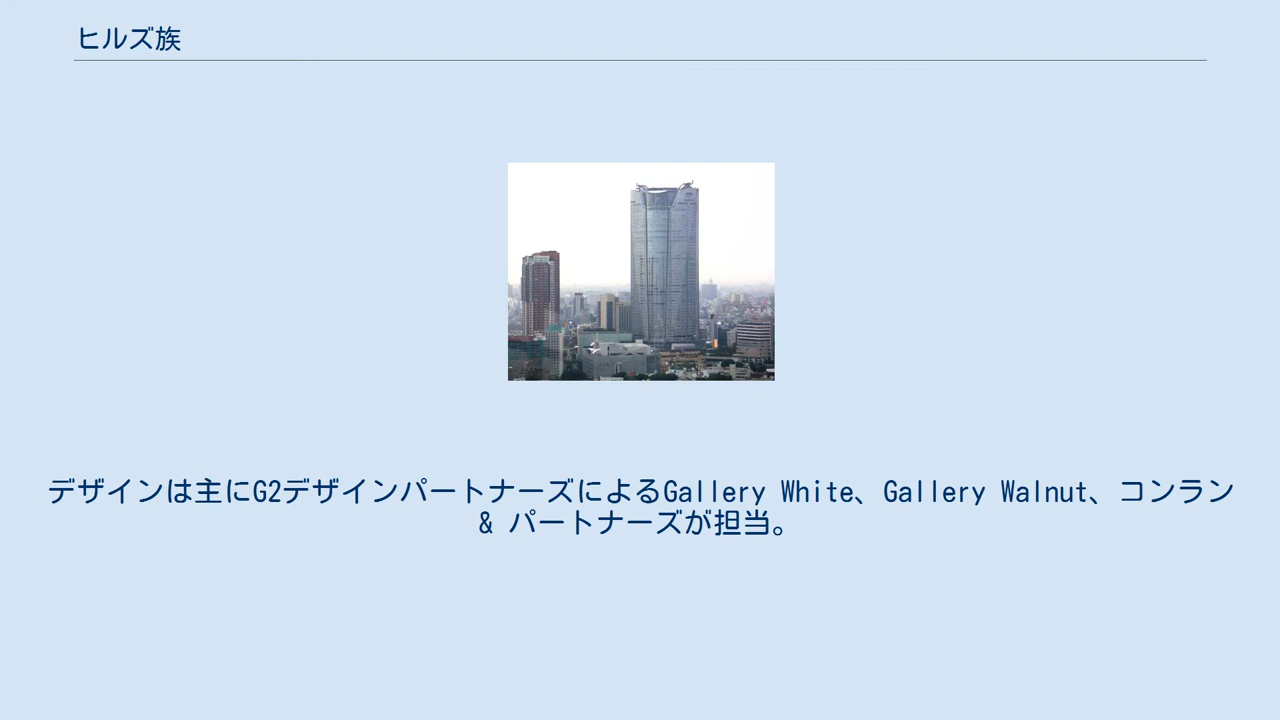 ヒルズ族
デザインは主にG2デザインパートナーズによるGallery White、Gallery Walnut、コンラン
& パートナーズが担当。